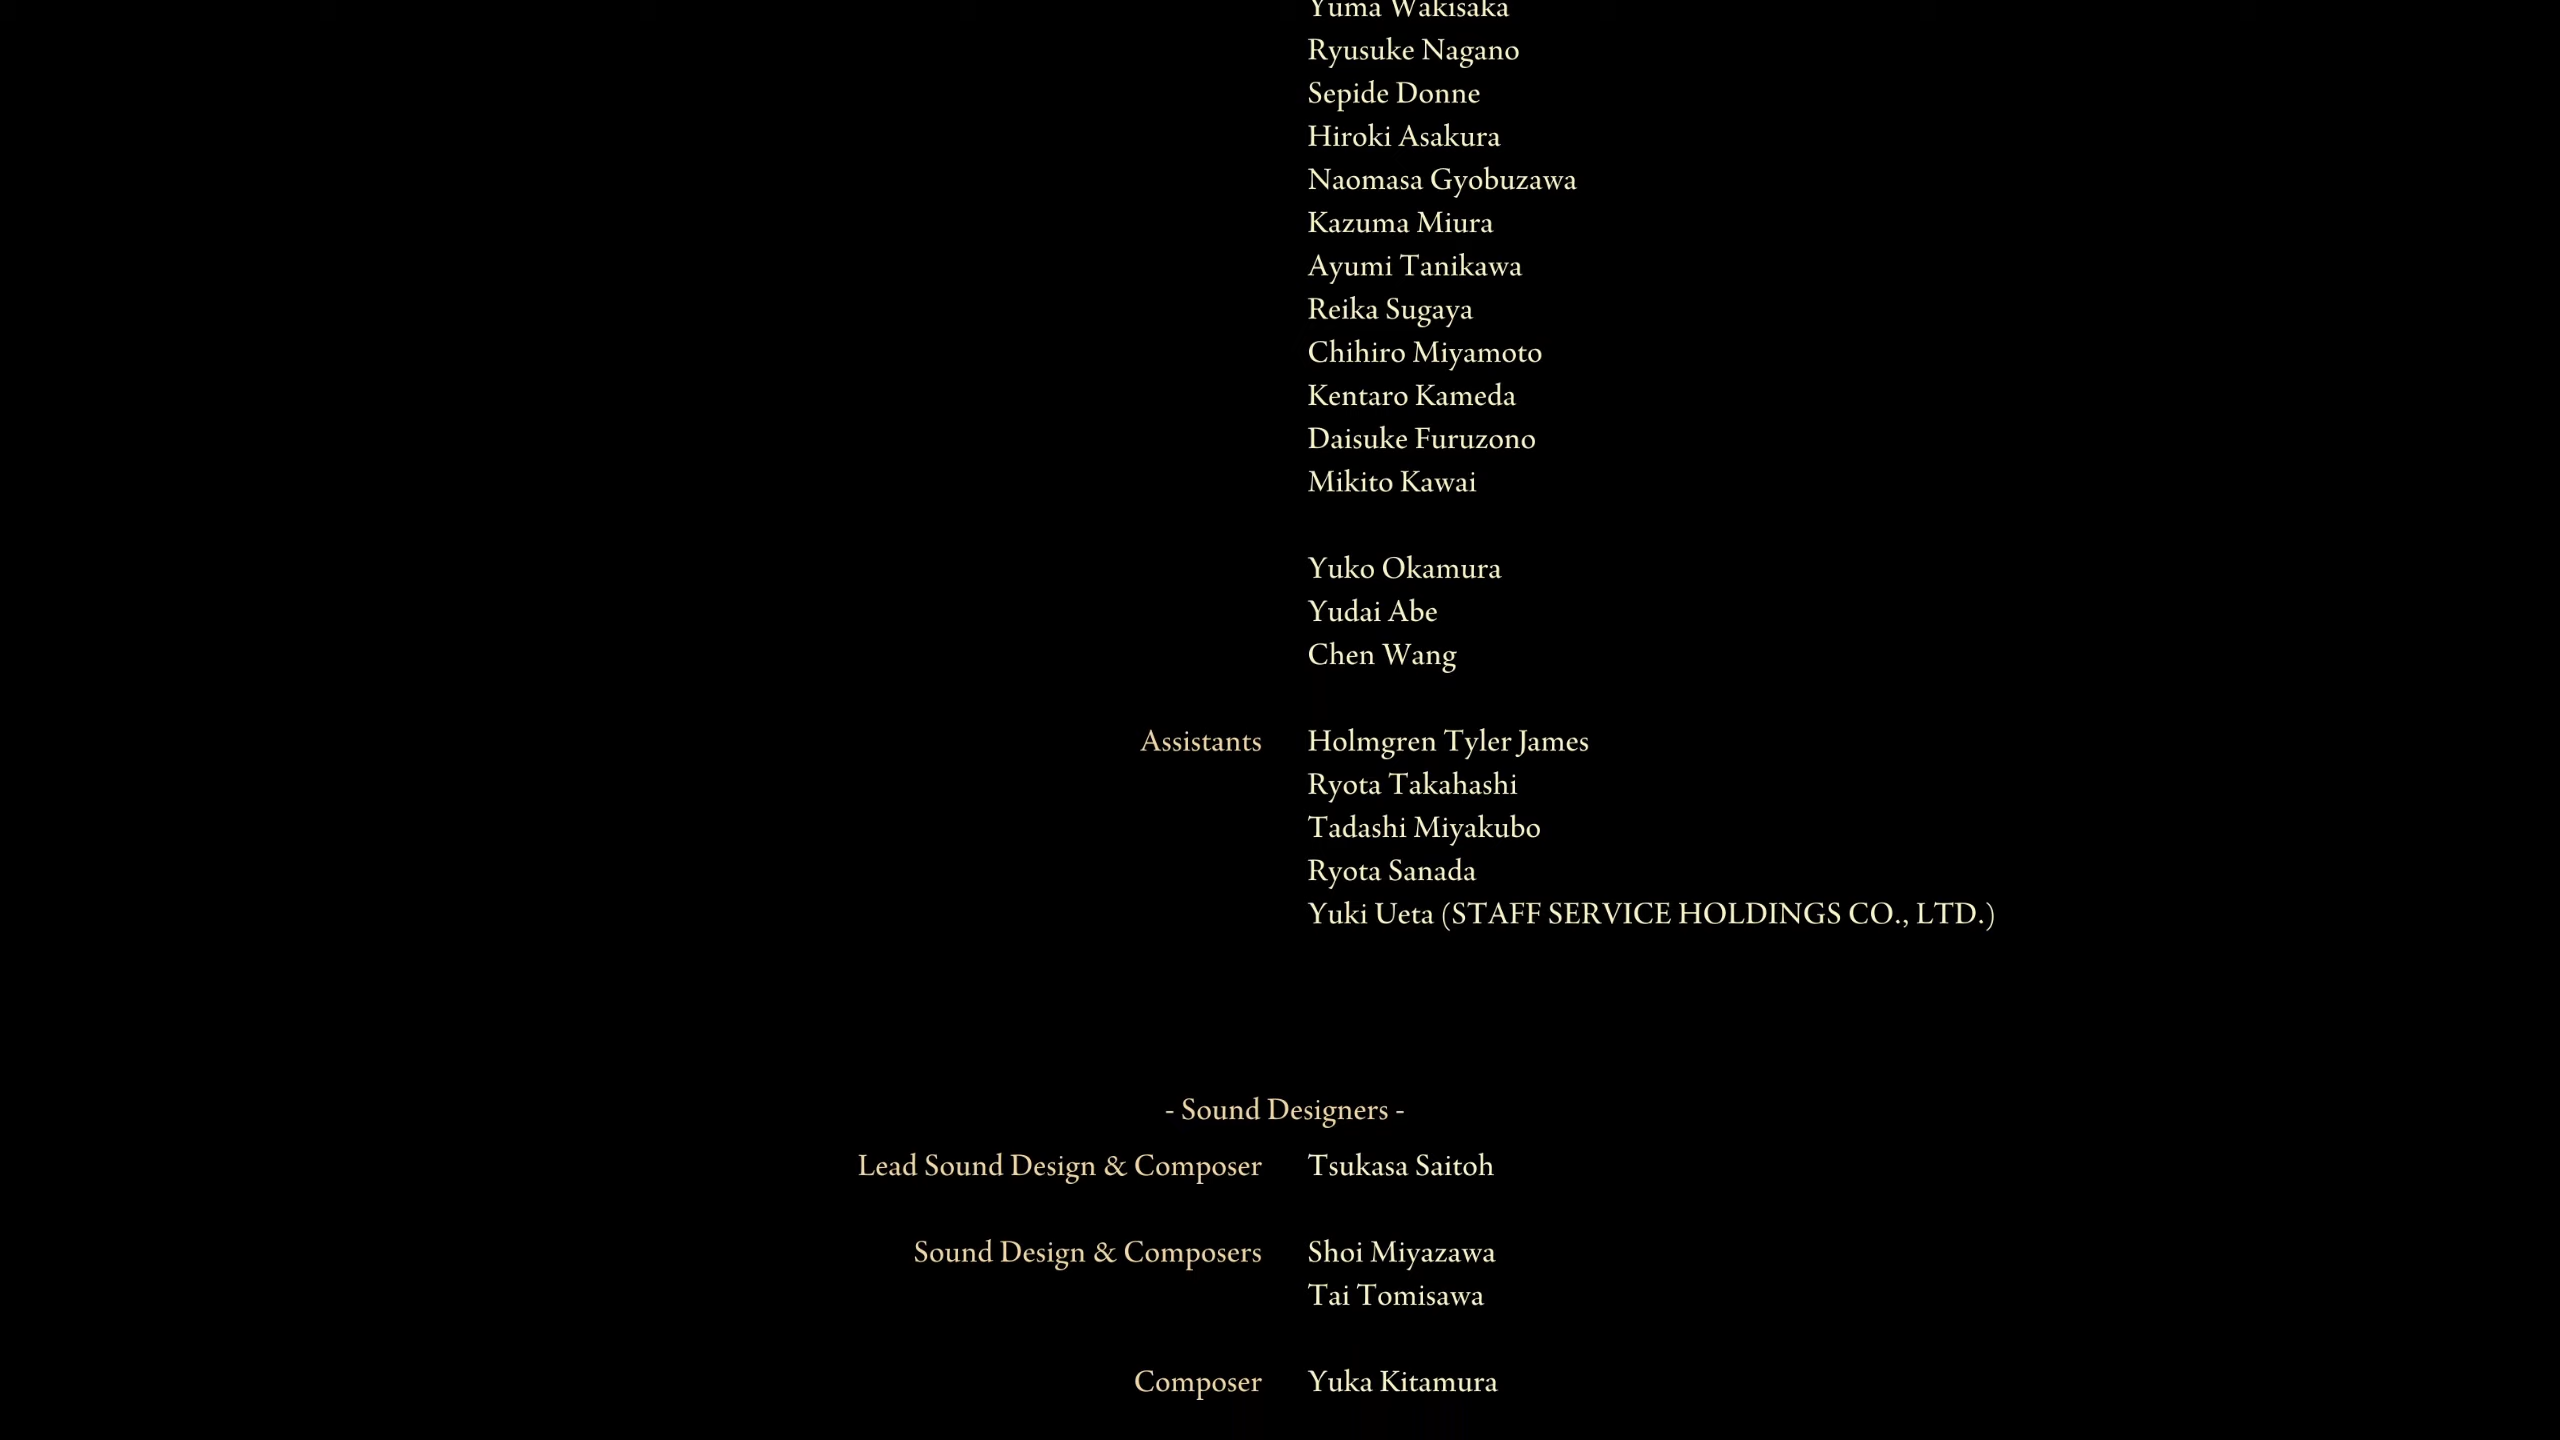 Yuma Wakisaka
Ryusuke Nagano
Sepide Donne
Hiroki Asakura
Naomasa Gyobuzawa
Kazuma Miura
Ayumi Tanikawa
Reika Sugaya
Chihiro Miyamoto
Kentaro Kameda
Daisuke Furuzono
Mikito Kawai
Yuko Okamura
Yudai Abe
Chen Wang
Assistants Holmgren Tyler James
Ryota Takahashi
Tadashi Miyakubo
Ryota Sanada
Yuki Ueta (STAFF SERVICE HOLDINGS CO., LTD.)
- Sound Designers -
Lead Sound Design & Composer Tsukasa Saitoh
Sound Design & Composers Shoi Miyazawa
Tai Tomisawa
Composer Yuka Kitamura